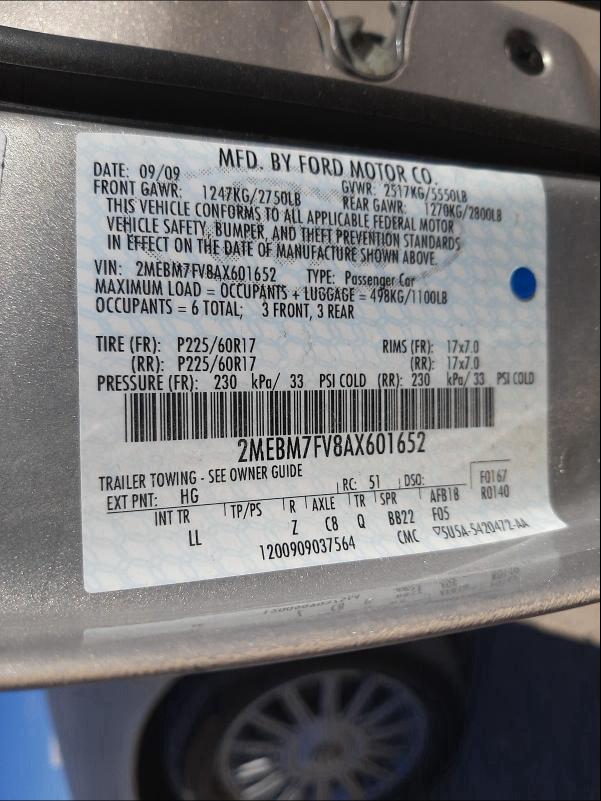 MFD. BY FORD MOTOR CO.
DATE: 09/09
GVWR: 2517KG/5550LB
FRONT GAWR: 1247KG/2750LB
REAR GAWR: 1270KG/2800LB
THIS VEHICLE CONFORMS TO ALL APPLICABLE FEDERAL MOTOR
VEHICLE SAFETY, BUMPER, AND THEFT PREVENTION STANDARDS
IN EFFECT ON THE DATE OF MANUFACTURE SHOWN ABOVE.
VIN: 2MEBM7FV8AX601652 TYPE: Passenger Car
MAXIMUM LOAD = OCCUPANTS + LUGGAGE = 498KG/1100LB
OCCUPANTS = 6 TOTAL; 3 FRONT, 3 REAR
TIRE (FR): P225/60R17 RIMS (FR): 17x7.0
(RR): P225/60R17 (RR): 17x7.0
PRESSURE (FR): 230 kPa/ 33 PSI COLD (RR): 230 kPa/ 33 PSI COLD
2MEBM7FV8AX601652
TRAILER TOWING - SEE OWNER GUIDE
EXT PNT: HG RC: 51 DSO: F0167
R0140
INT TR TP/PS R AXLE TR SPR AFB18
LL Z C8 Q BB22 F05
1200909037564 CMC ▽SU5A-5420472-AA